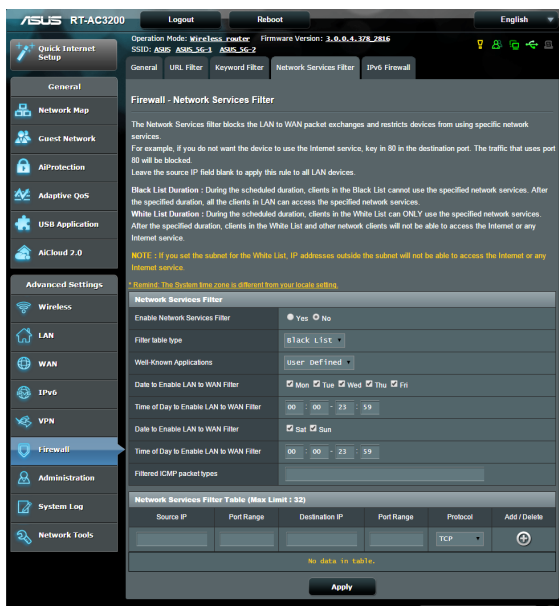 ASUS RT-AC3200 Logout Reboot English
Quick Internet Setup
General
Network Map
Guest Network
AiProtection
Adaptive QoS
USB Application
AiCloud 2.0
Advanced Settings
Wireless
LAN
WAN
IPv6
VPN
Firewall
Administration
System Log
Network Tools
Operation Mode: Wireless router Firmware Version: 3.0.0.4.378_2816
SSID: ASUS ASUS_5G-1 ASUS_5G-2
General URL Filter Keyword Filter Network Services Filter IPv6 Firewall
Firewall - Network Services Filter
The Network Services filter blocks the LAN to WAN packet exchanges and restricts devices from using specific network
services.
For example, if you do not want the device to use the Internet service, key in 80 in the destination port. The traffic that uses port
80 will be blocked.
Leave the source IP field blank to apply this rule to all LAN devices.
Black List Duration : During the scheduled duration, clients in the Black List cannot use the specified network services. After
the specified duration, all the clients in LAN can access the specified network services.
White List Duration : During the scheduled duration, clients in the White List can ONLY use the specified network services.
After the specified duration, clients in the White List and other network clients will not be able to access the Internet or any
Internet service.
NOTE : If you set the subnet for the White List, IP addresses outside the subnet will not be able to access the Internet or any
Internet service.
* Remind: The System time zone is different from your locale setting.
Network Services Filter
Enable Network Services Filter Yes No
Filter table type Black List
Well-Known Applications User Defined
Date to Enable LAN to WAN Filter Mon Tue Wed Thu Fri
Time of Day to Enable LAN to WAN Filter 00 : 00 - 23 : 59
Date to Enable LAN to WAN Filter Sat Sun
Time of Day to Enable LAN to WAN Filter 00 : 00 - 23 : 59
Filtered ICMP packet types
Network Services Filter Table (Max Limit : 32)
Source IP Port Range Destination IP Port Range Protocol Add / Delete
TCP
No data in table.
Apply